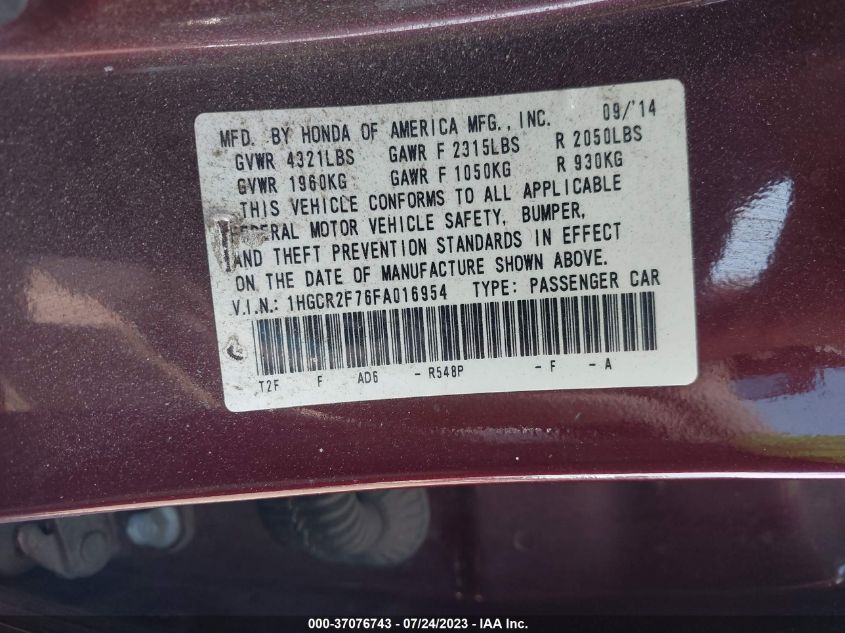 MFD. BY HONDA OF AMERICA MFG., INC. 09/'14
GVWR 4321LBS GAWR F 2315LBS R 2050LBS
GVWR 1960KG GAWR F 1050KG R 930KG
THIS VEHICLE CONFORMS TO ALL APPLICABLE
FEDERAL MOTOR VEHICLE SAFETY, BUMPER,
AND THEFT PREVENTION STANDARDS IN EFFECT
ON THE DATE OF MANUFACTURE SHOWN ABOVE.
V.I.N.: 1HGCR2F76FA016954 TYPE: PASSENGER CAR
T2F F AD6 - R548P - F - A
000-37076743 / 07/24/2023 - IAA Inc.